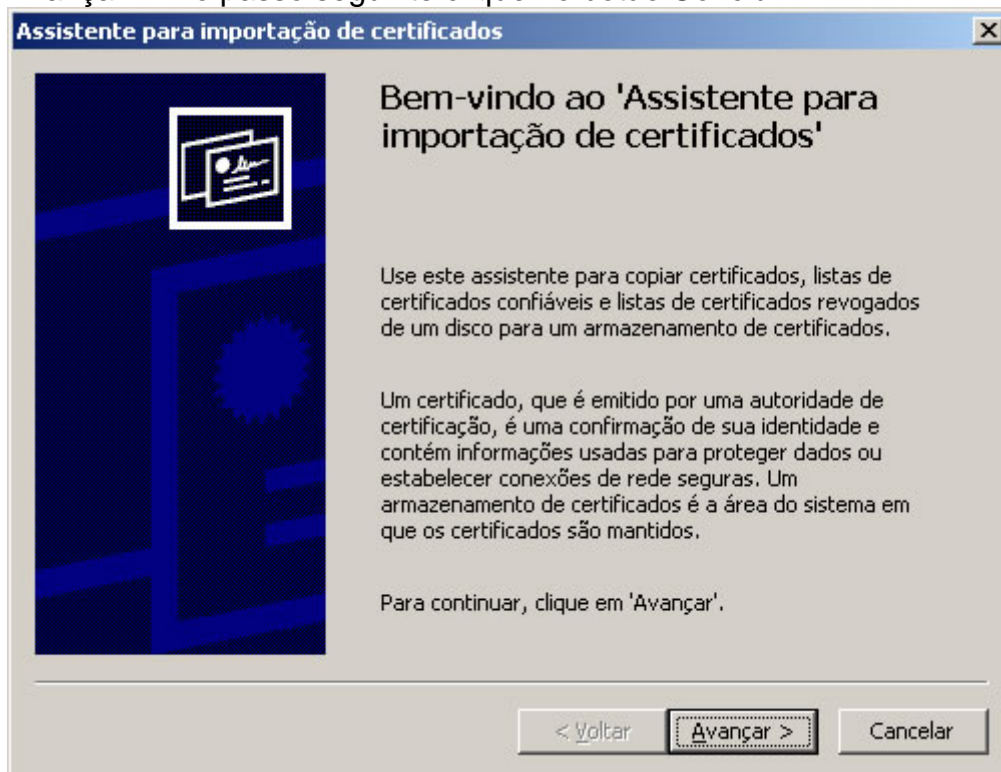 Assistente para importação de certificados
Bem-vindo ao 'Assistente para
importação de certificados'
Use este assistente para copiar certificados, listas de
certificados confiáveis e listas de certificados revogados
de um disco para um armazenamento de certificados.
Um certificado, que é emitido por uma autoridade de
certificação, é uma confirmação de sua identidade e
contém informações usadas para proteger dados ou
estabelecer conexões de rede seguras. Um
armazenamento de certificados é a área do sistema em
que os certificados são mantidos.
Para continuar, clique em 'Avançar'.
< Voltar Avançar > Cancelar